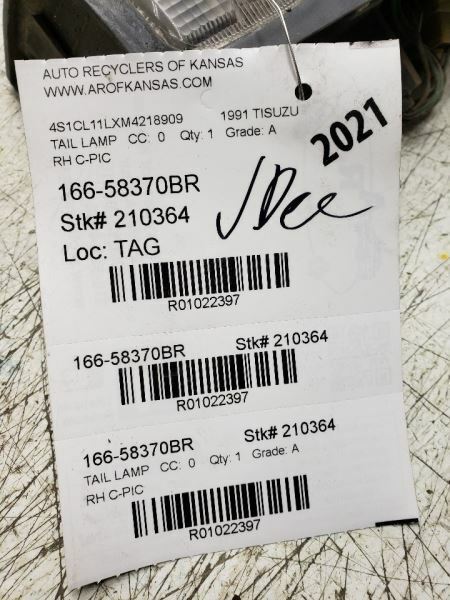 AUTO RECYCLERS OF KANSAS
WWW.AROFKANSAS.COM
4S1CL11LXM4218909 1991 TISUZU
TAIL LAMP CC: 0 Qty: 1 Grade: A
RH C-PIC
2021
166-58370BR
Stk# 210364
Loc: TAG
R01022397
166-58370BR Stk# 210364
R01022397
166-58370BR Stk# 210364
TAIL LAMP CC: 0 Qty: 1 Grade: A
RH C-PIC
R01022397